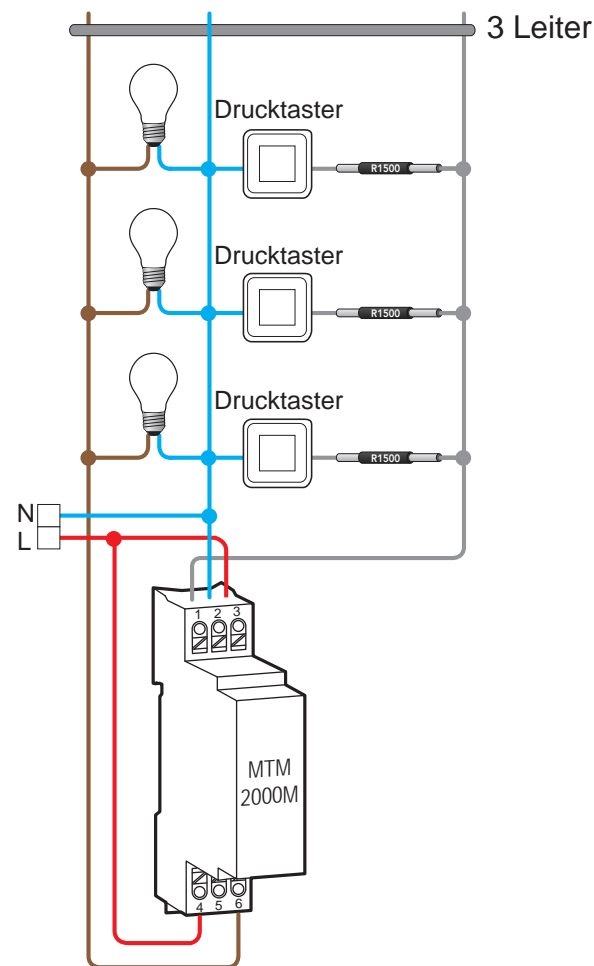 3 Leiter
Drucktaster
R1500
Drucktaster
R1500
Drucktaster
R1500
N
L
1 2 3
MTM
2000M
4 5 6